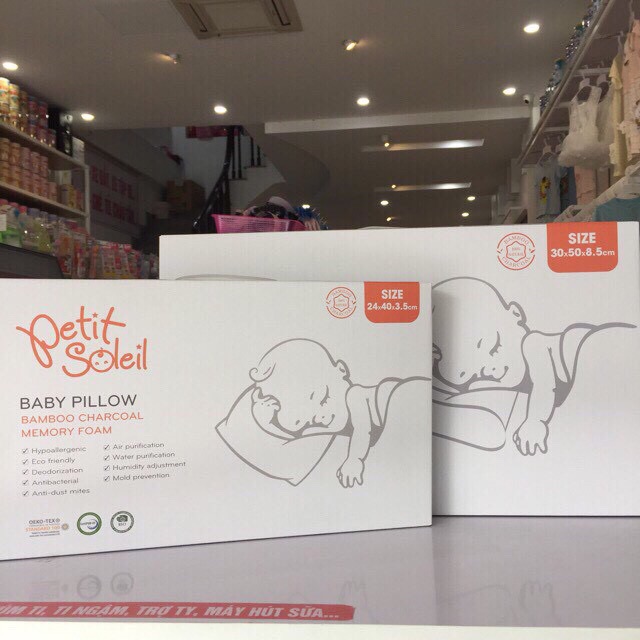 Petit
Soleil
BABY PILLOW
BAMBOO CHARCOAL
MEMORY FOAM
Hypoallergenic
Eco friendly
Deodorization
Antibacterial
Anti-dust mites
Air purification
Water purification
Humidity adjustment
Mold prevention
OEKO-TEX®
STANDARD 100
SIZE
24x40x3.5cm
BAMBOO
CHARCOAL
SIZE
30x50x8.5cm
TI, TI NGẬM, TRỢ TY, MÁY HÚT SỮA...